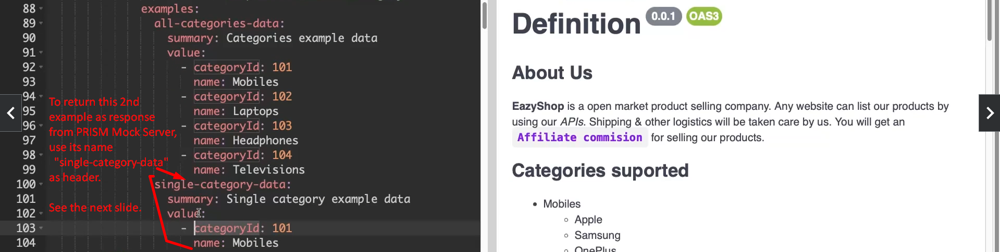 88 examples:
89 all-categories-data:
90 summary: Categories example data
91 value:
92 - categoryId: 101
93 name: Mobiles
94 - categoryId: 102
95 name: Laptops
96 - categoryId: 103
97 name: Headphones
98 - categoryId: 104
99 name: Televisions
100 single-category-data:
101 summary: Single category example data
102 value:
103 - categoryId: 101
104 name: Mobiles
To return this 2nd
example as response
from PRISM Mock Server,
use its name
"single-category-data"
as header.
See the next slide.
Definition 0.0.1 OAS3
About Us
EazyShop is a open market product selling company. Any website can list our products by
using our APIs. Shipping & other logistics will be taken care by us. You will get an
Affiliate commision for selling our products.
Categories suported
• Mobiles
◦ Apple
◦ Samsung
◦ OnePlus